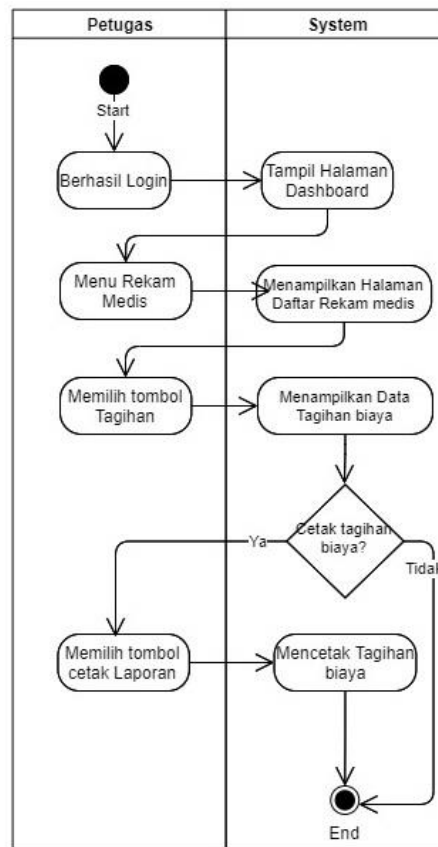 Petugas
System
Start
Berhasil Login
Tampil Halaman
Dashboard
Menu Rekam
Medis
Menampilkan Halaman
Daftar Rekam medis
Memilih tombol
Tagihan
Menampilkan Data
Tagihan biaya
Cetak tagihan
biaya?
Ya
Tidak
Memilih tombol
cetak Laporan
Mencetak Tagihan
biaya
End